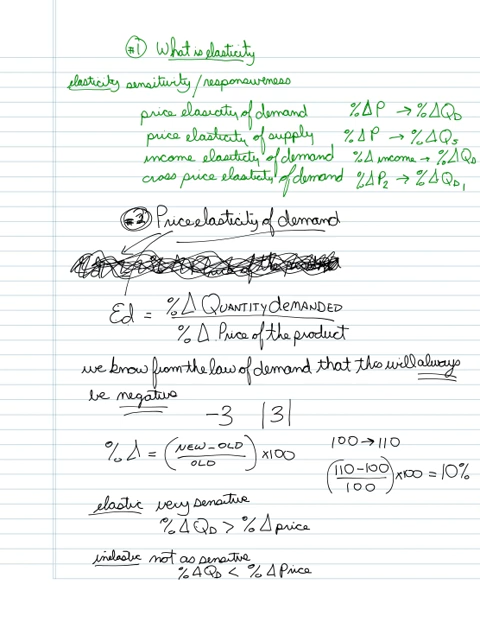 #1 What is elasticity
elasticity sensitivity/responsiveness
price elasticity of demand %ΔP → %ΔQD
price elasticity of supply %ΔP → %ΔQs
income elasticity of demand %Δ income → %ΔQD
cross price elasticity of demand %ΔP2 → %ΔQD1
#2 Price elasticity of demand
Ed = %Δ Quantity demanded
%Δ Price of the product
we know from the law of demand that this will always
be negative
-3 |3|
%Δ = (NEW-OLD / OLD) ×100 100→110
(110-100 / 100) ×100 = 10%
elastic very sensitive
%ΔQD > %Δ price
inelastic not as sensitive
%ΔQD < %Δ Price